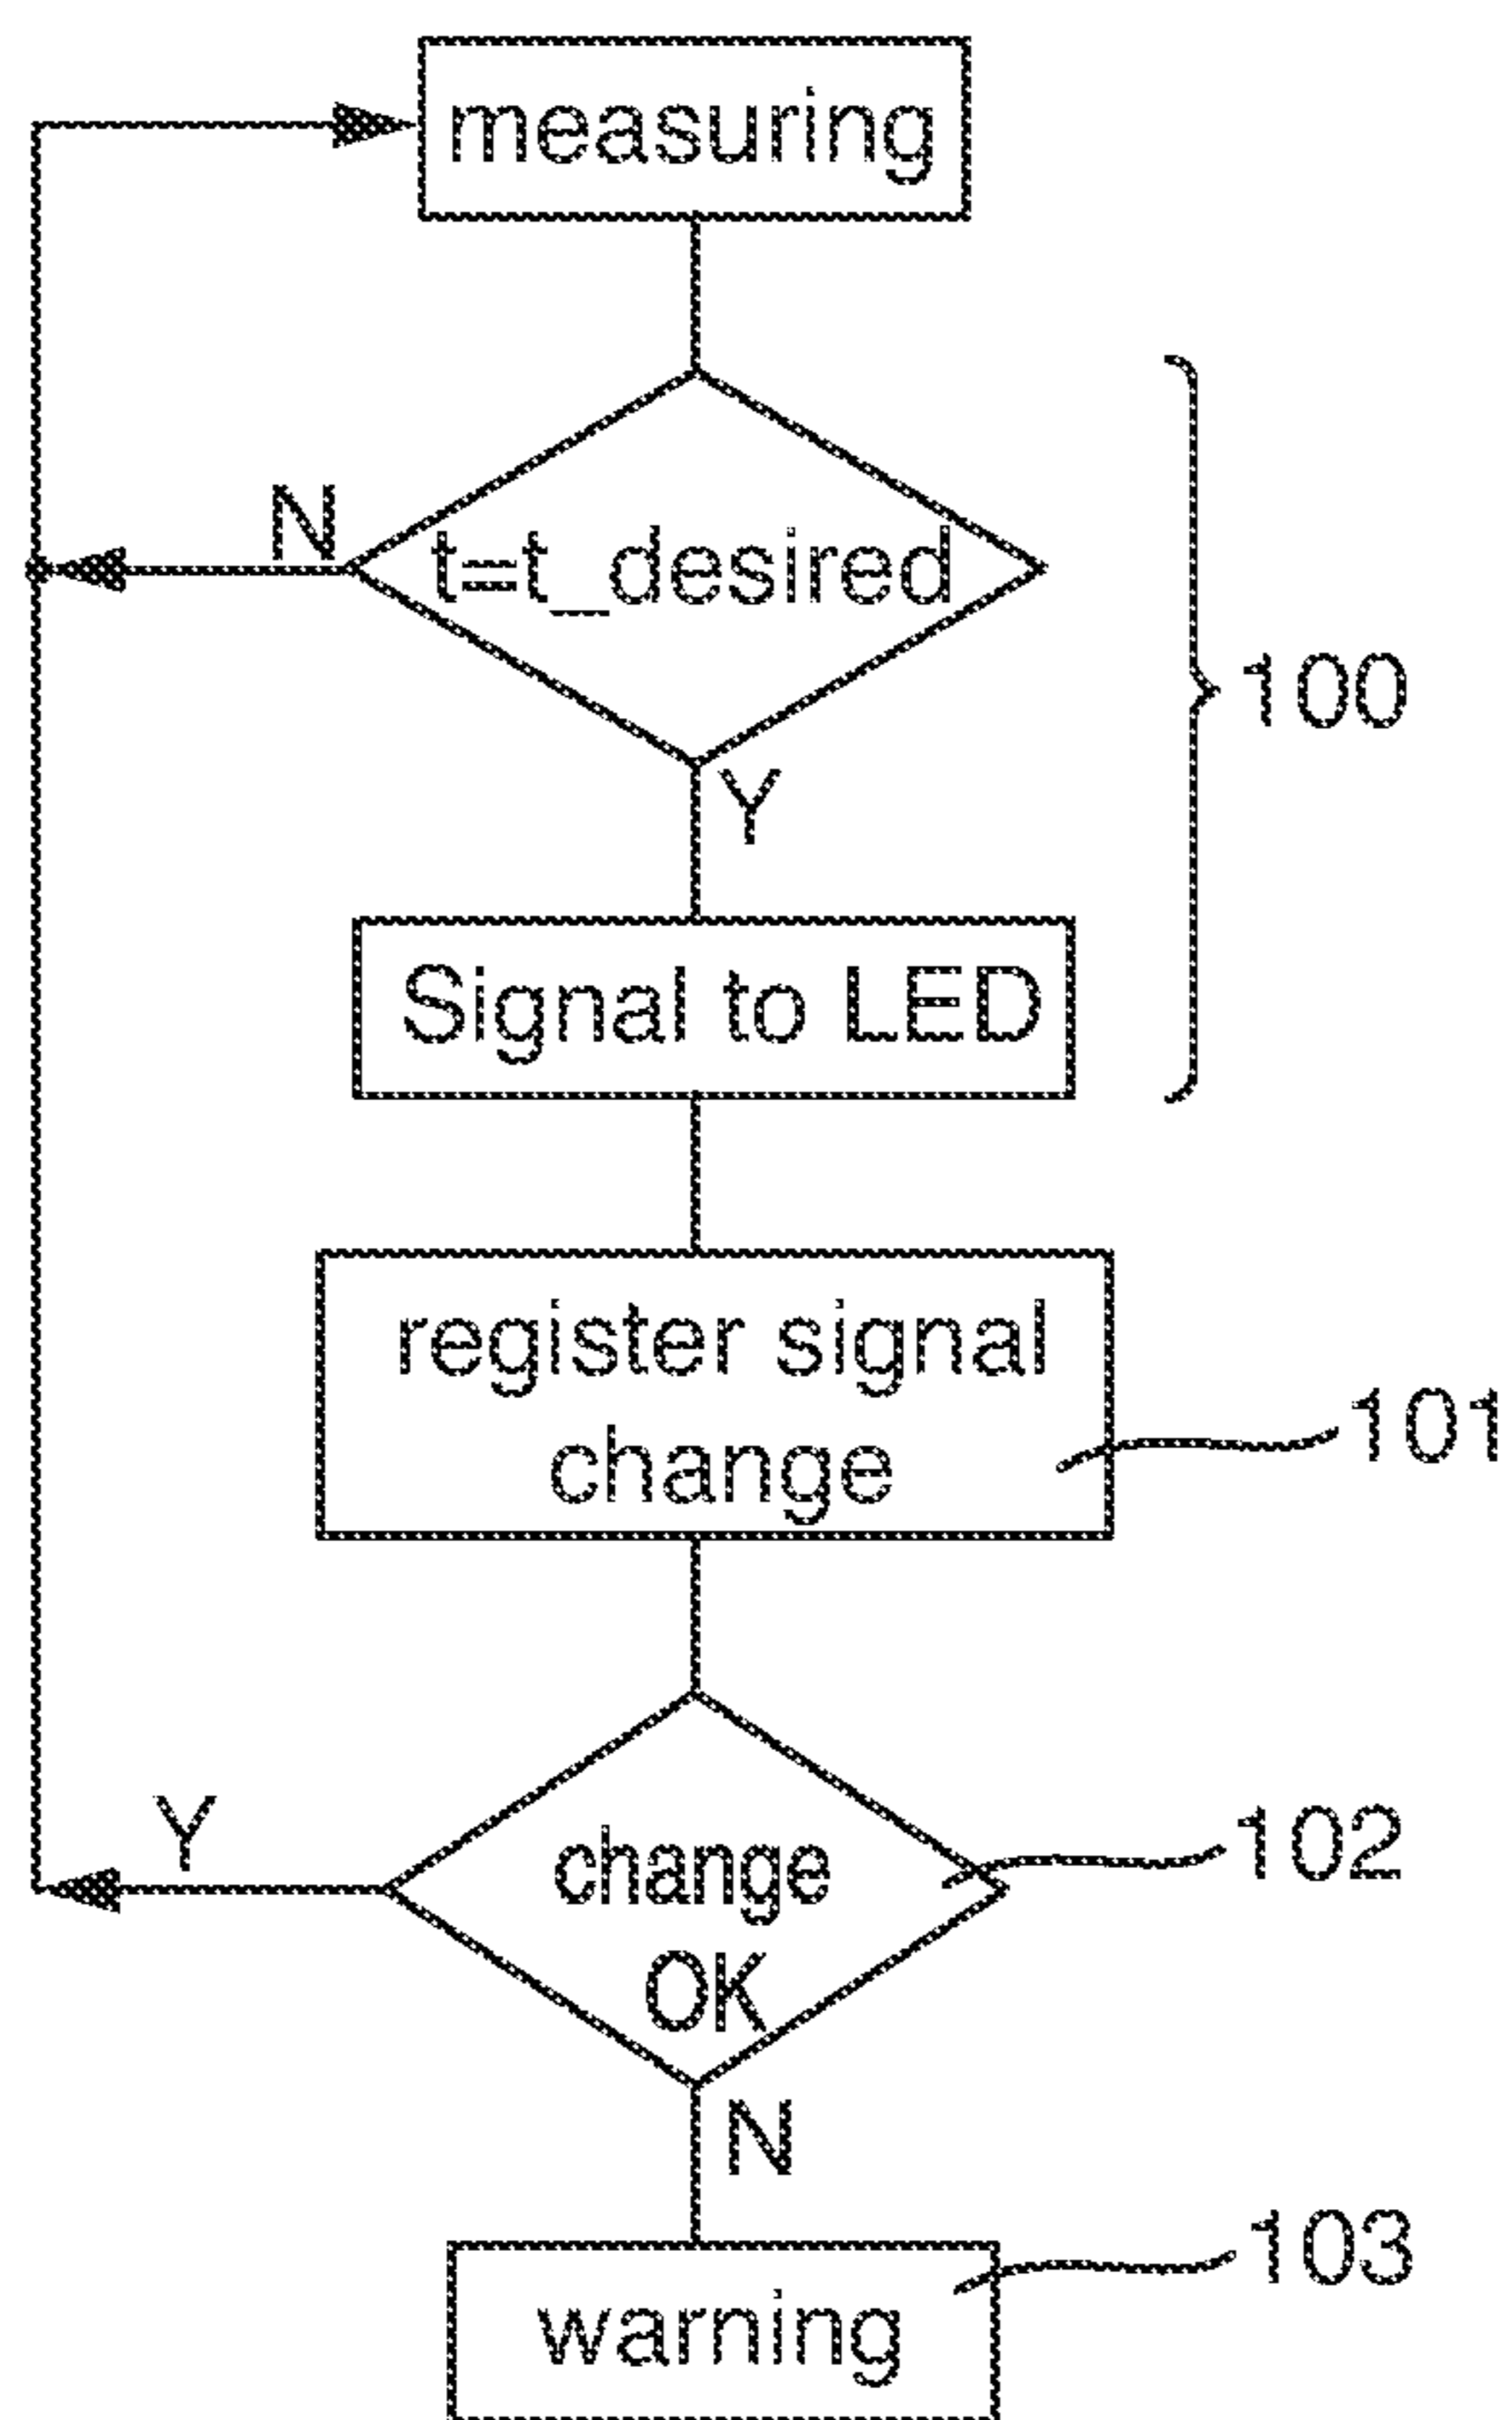 measuring
N
t=t_desired
100
Y
Signal to LED
register signal
change
101
Y
change
OK
102
N
103
warning